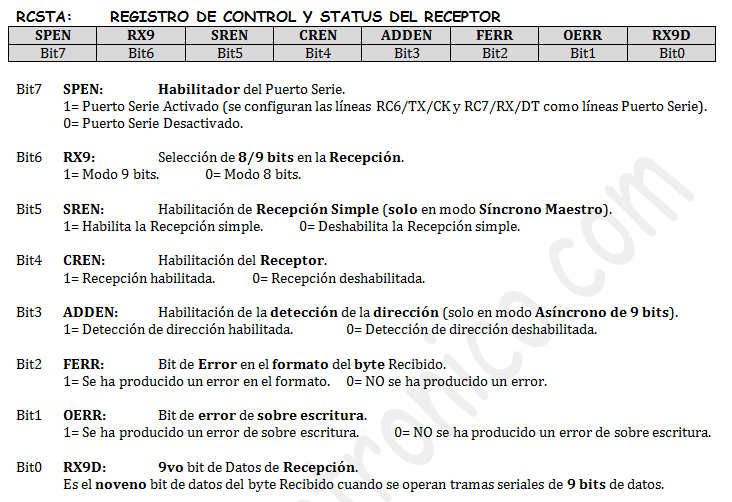 RCSTA: REGISTRO DE CONTROL Y STATUS DEL RECEPTOR
SPEN RX9 SREN CREN ADDEN FERR OERR RX9D
Bit7 Bit6 Bit5 Bit4 Bit3 Bit2 Bit1 Bit0
Bit7 SPEN: Habilitador del Puerto Serie.
1= Puerto Serie Activado (se configuran las líneas RC6/TX/CK y RC7/RX/DT como líneas Puerto Serie).
0= Puerto Serie Desactivado.
Bit6 RX9: Selección de 8/9 bits en la Recepción.
1= Modo 9 bits. 0= Modo 8 bits.
Bit5 SREN: Habilitación de Recepción Simple (solo en modo Síncrono Maestro).
1= Habilita la Recepción simple. 0= Deshabilita la Recepción simple.
Bit4 CREN: Habilitación del Receptor.
1= Recepción habilitada. 0= Recepción deshabilitada.
Bit3 ADDEN: Habilitación de la detección de la dirección (solo en modo Asíncrono de 9 bits).
1= Detección de dirección habilitada. 0= Detección de dirección deshabilitada.
Bit2 FERR: Bit de Error en el formato del byte Recibido.
1= Se ha producido un error en el formato. 0= NO se ha producido un error.
Bit1 OERR: Bit de error de sobre escritura.
1= Se ha producido un error de sobre escritura. 0= NO se ha producido un error de sobre escritura.
Bit0 RX9D: 9vo bit de Datos de Recepción.
Es el noveno bit de datos del byte Recibido cuando se operan tramas seriales de 9 bits de datos.